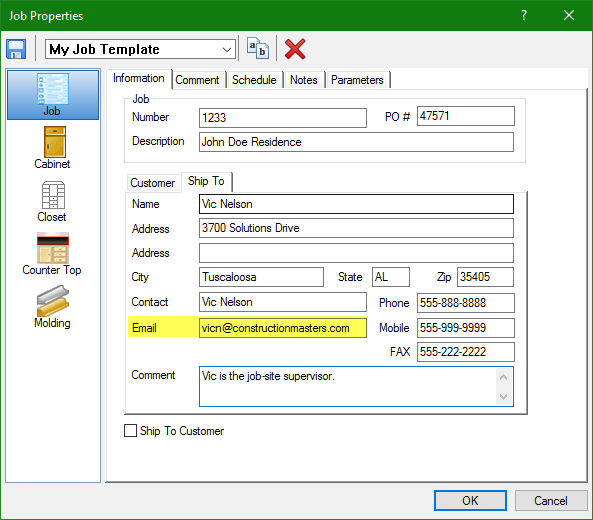 Job Properties
?
My Job Template
a b
Information Comment Schedule Notes Parameters
Job
Cabinet
Closet
Counter Top
Molding
Job
Number 1233 PO # 47571
Description John Doe Residence
Customer Ship To
Name Vic Nelson
Address 3700 Solutions Drive
Address
City Tuscaloosa State AL Zip 35405
Contact Vic Nelson Phone 555-888-8888
Email vicn@constructionmasters.com Mobile 555-999-9999
FAX 555-222-2222
Comment Vic is the job-site supervisor.
Ship To Customer
OK Cancel